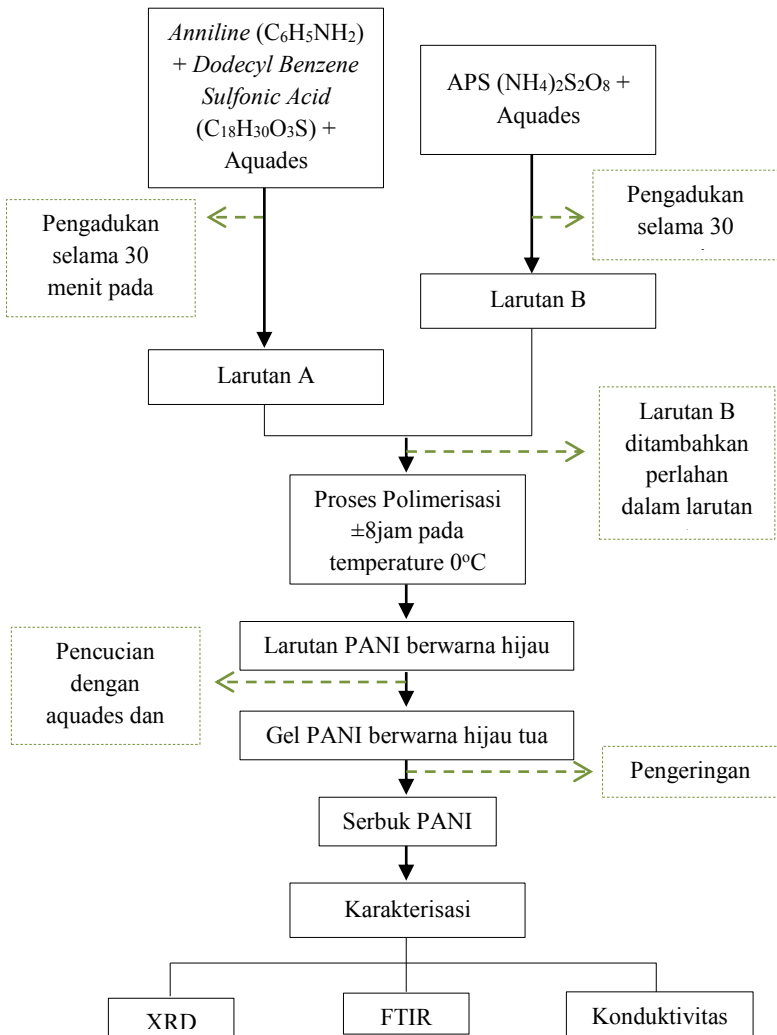 Anniline (C₆H₅NH₂)
+ Dodecyl Benzene
Sulfonic Acid
(C₁₈H₃₀O₃S) +
Aquades
APS (NH₄)₂S₂O₈ +
Aquades
Pengadukan
selama 30
menit pada
Pengadukan
selama 30
Larutan B
Larutan A
Larutan B
ditambahkan
perlahan
dalam larutan
Proses Polimerisasi
±8jam pada
temperature 0°C
Larutan PANI berwarna hijau
Pencucian
dengan
aquades dan
Gel PANI berwarna hijau tua
Pengeringan
Serbuk PANI
Karakterisasi
XRD
FTIR
Konduktivitas